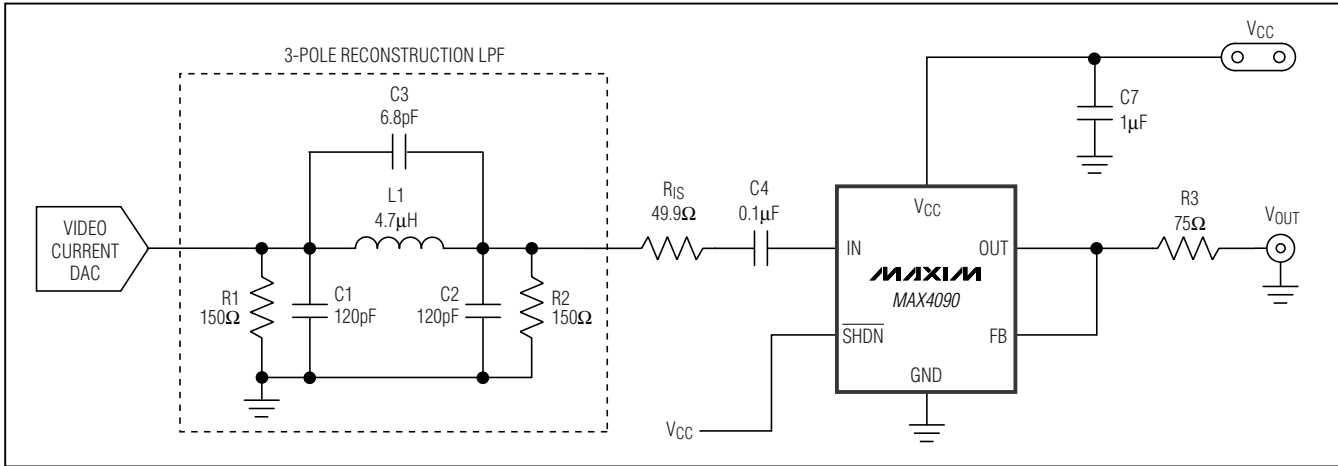 3-POLE RECONSTRUCTION LPF
C3
6.8pF
L1
4.7μH
VIDEO
CURRENT
DAC
R1
150Ω
C1
120pF
C2
120pF
R2
150Ω
RIS
49.9Ω
C4
0.1μF
VCC
IN
OUT
MAXIM
MAX4090
SHDN
FB
GND
VCC
VCC
C7
1μF
R3
75Ω
VOUT